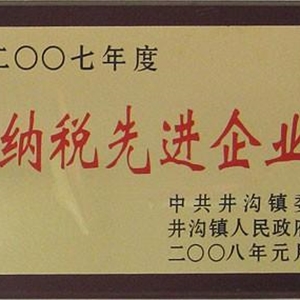 二〇〇七年度
纳税先进企业
中共井沟镇委
井沟镇人民政府
二〇〇八年元月